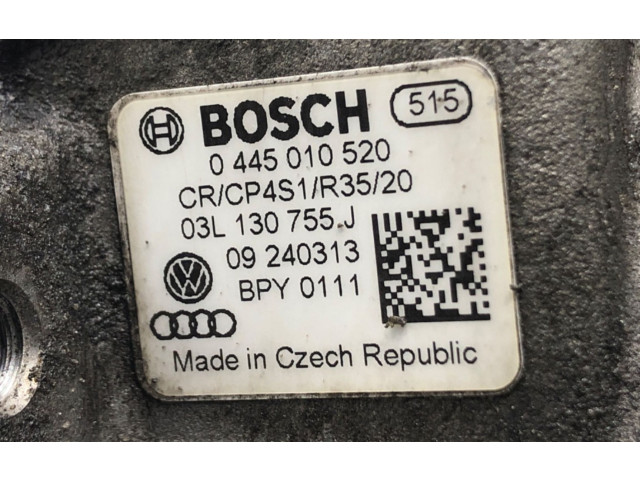 BOSCH 515
0 445 010 520
CR/CP4S1/R35/20
03L 130 755 J
09 240313
BPY 0111
Made in Czech Republic